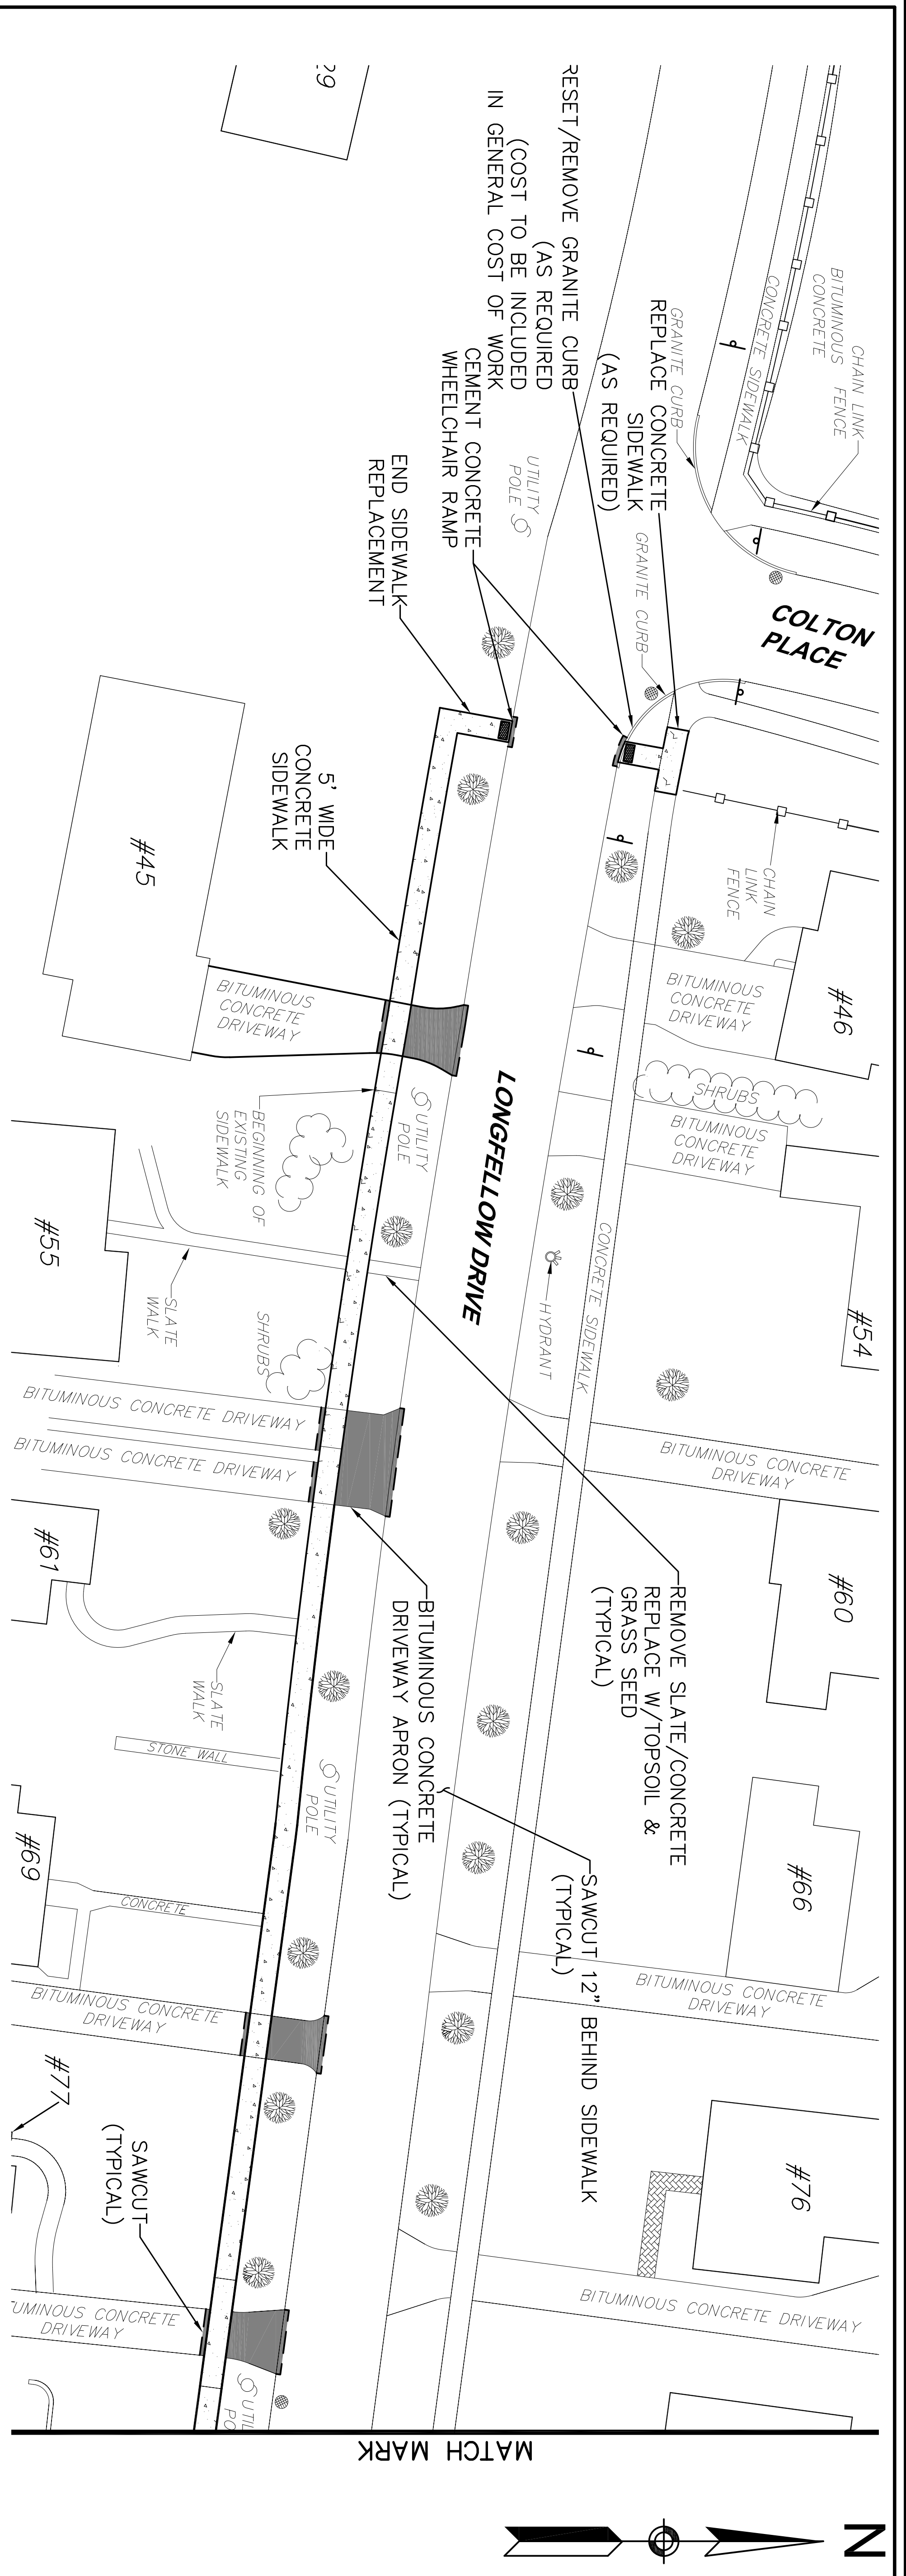 29
RESET/REMOVE GRANITE CURB
(AS REQUIRED
(COST TO BE INCLUDED
IN GENERAL COST OF WORK
REPLACE CONCRETE
SIDEWALK
(AS REQUIRED)
CEMENT CONCRETE
WHEELCHAIR RAMP
END SIDEWALK
REPLACEMENT
5' WIDE
CONCRETE
SIDEWALK
BITUMINOUS
CONCRETE
CHAIN LINK
FENCE
CONCRETE SIDEWALK
GRANITE CURB
GRANITE CURB
UTILITY
POLE
COLTON
PLACE
CHAIN
LINK
FENCE
#45
#46
BITUMINOUS
CONCRETE
DRIVEWAY
BITUMINOUS
CONCRETE
DRIVEWAY
SHRUBS
BITUMINOUS
CONCRETE
DRIVEWAY
LONGFELLOW DRIVE
UTILITY
POLE
BEGINNING OF
EXISTING
SIDEWALK
#55
SLATE
WALK
SHRUBS
HYDRANT
CONCRETE SIDEWALK
#54
BITUMINOUS CONCRETE DRIVEWAY
BITUMINOUS CONCRETE DRIVEWAY
BITUMINOUS CONCRETE
DRIVEWAY
#61
SLATE
WALK
#60
REMOVE SLATE/CONCRETE
REPLACE W/TOPSOIL &
GRASS SEED
(TYPICAL)
BITUMINOUS CONCRETE
DRIVEWAY APRON (TYPICAL)
SAWCUT 12" BEHIND SIDEWALK
(TYPICAL)
STONE WALL
UTILITY
POLE
#69
CONCRETE
#66
BITUMINOUS CONCRETE
DRIVEWAY
BITUMINOUS CONCRETE
DRIVEWAY
#77
SAWCUT
(TYPICAL)
#76
BITUMINOUS CONCRETE DRIVEWAY
TUMINOUS CONCRETE
DRIVEWAY
UTIL
PO
MATCH MARK
N